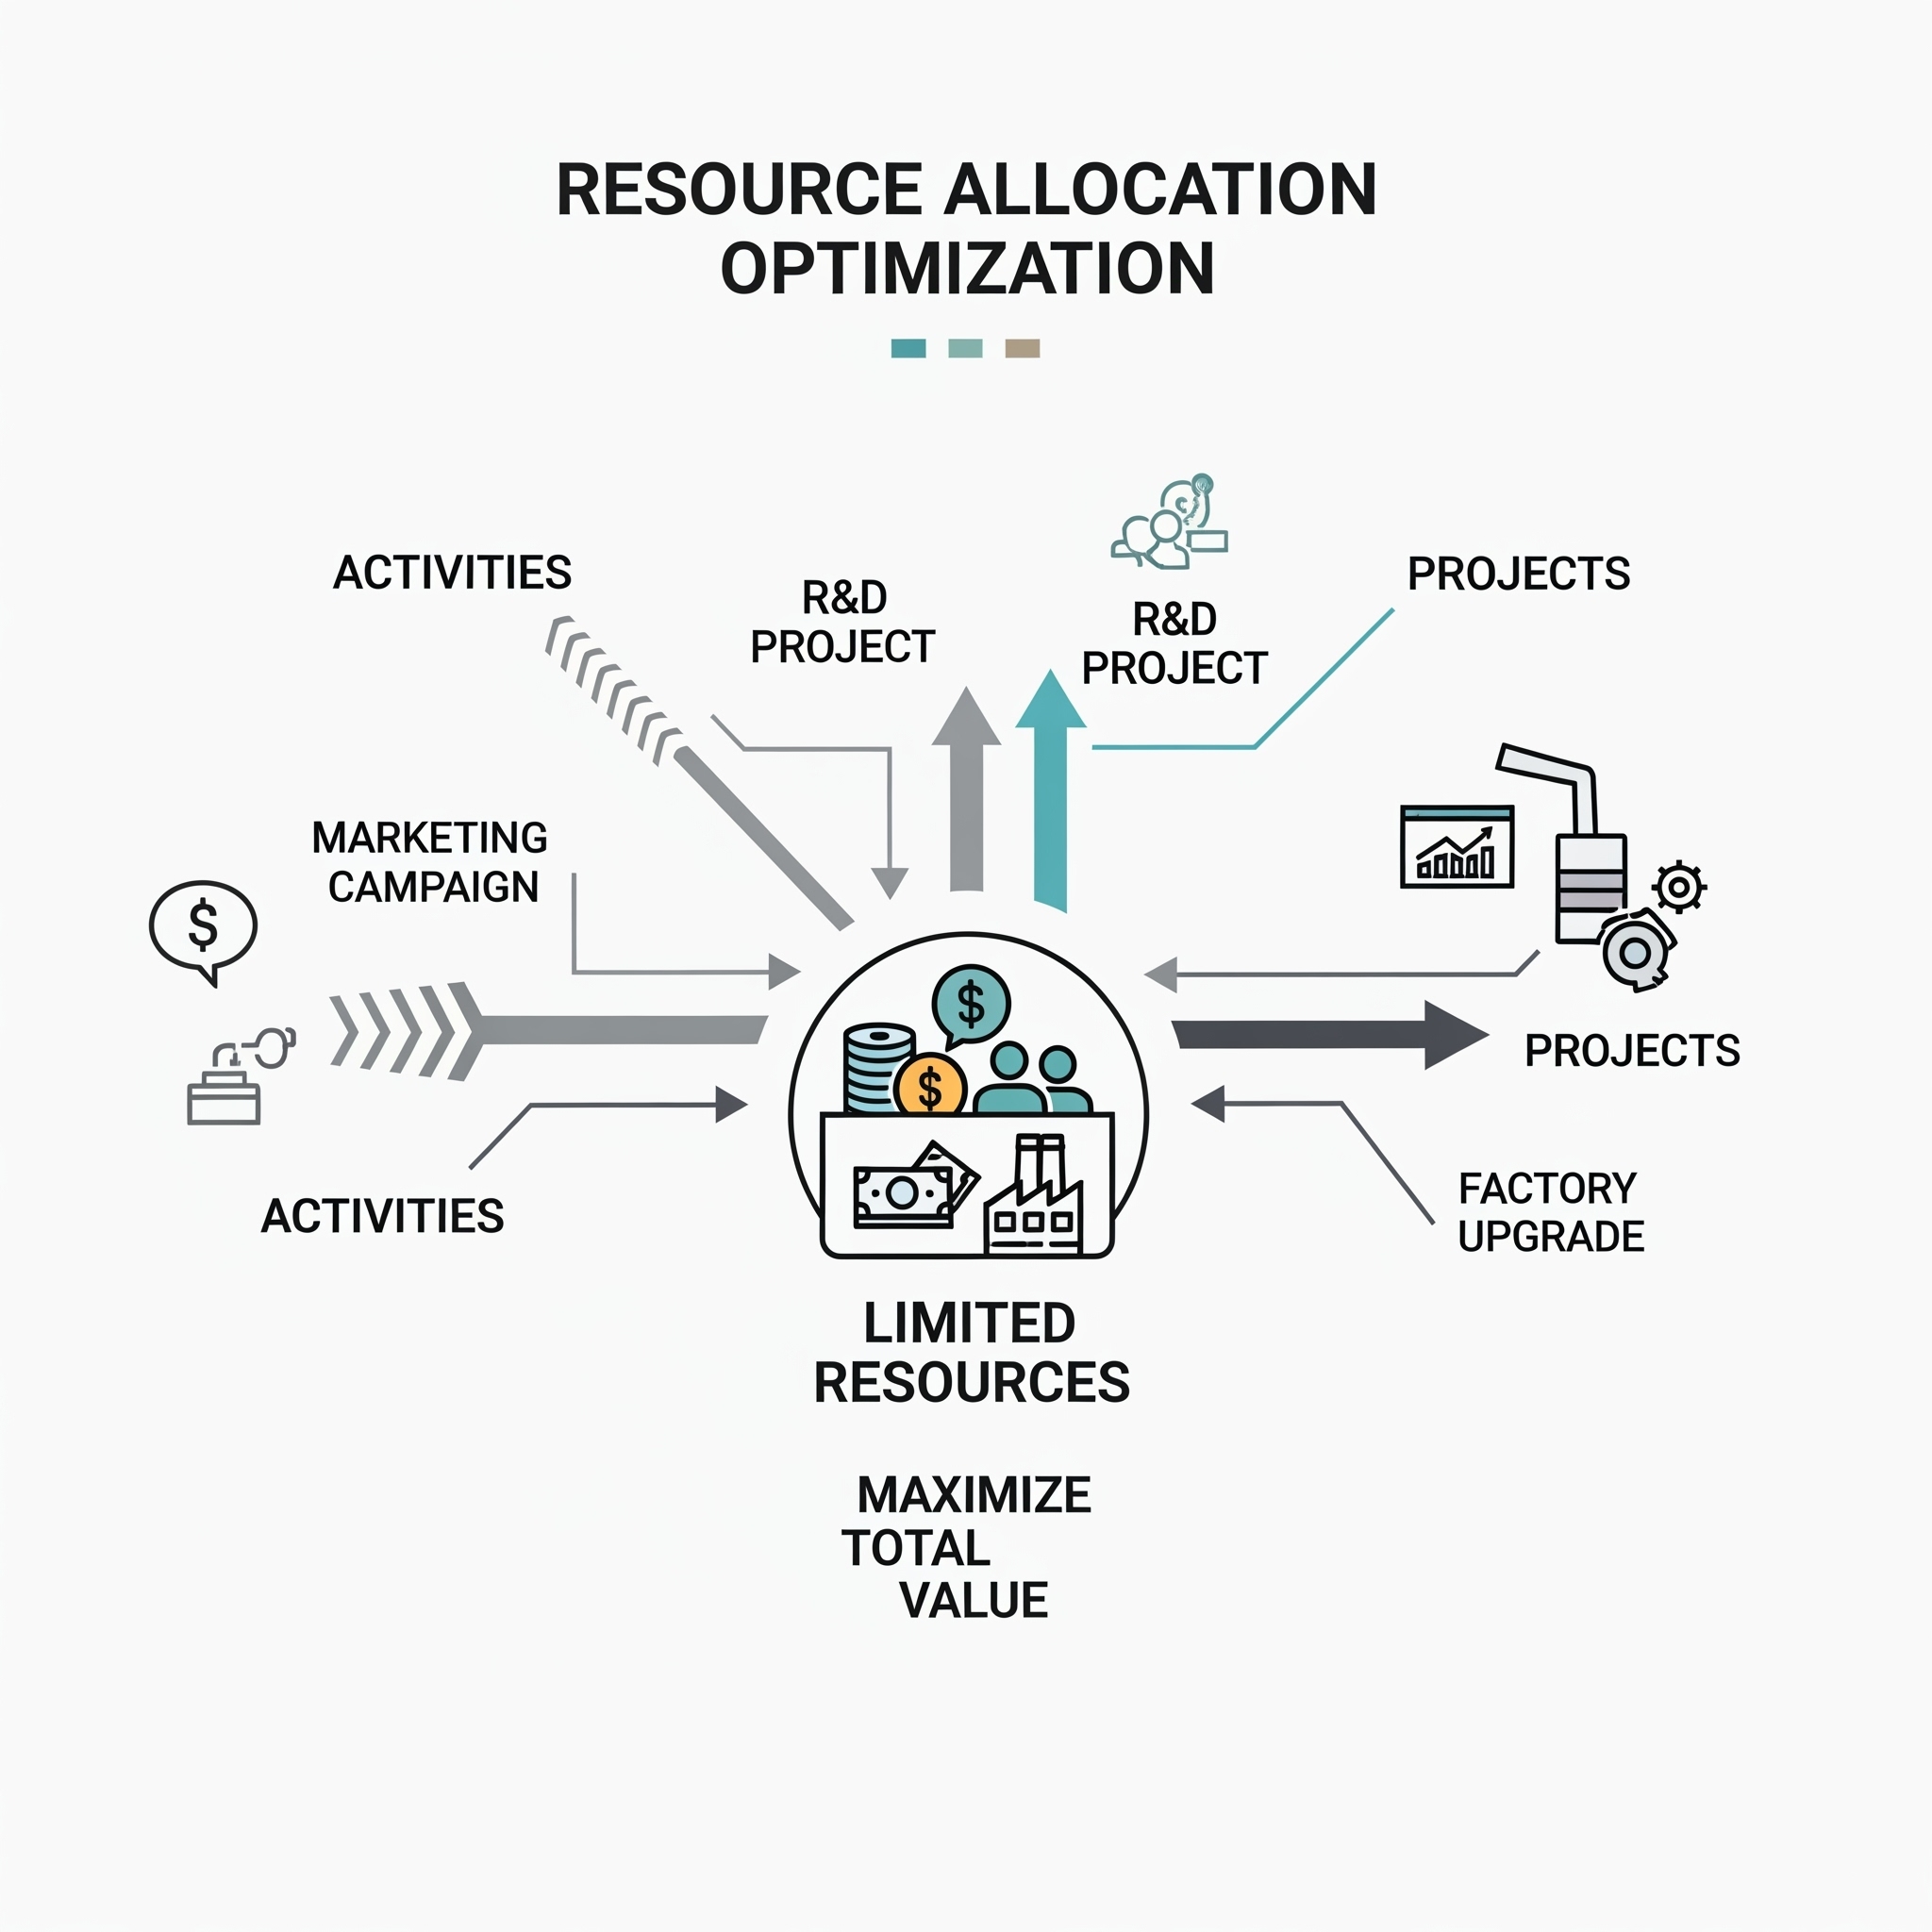 RESOURCE ALLOCATION
OPTIMIZATION
ACTIVITIES
R&D
PROJECT
R&D
PROJECT
PROJECTS
MARKETING
CAMPAIGN
$
$
$
PROJECTS
ACTIVITIES
FACTORY
UPGRADE
LIMITED
RESOURCES
MAXIMIZE
TOTAL
VALUE